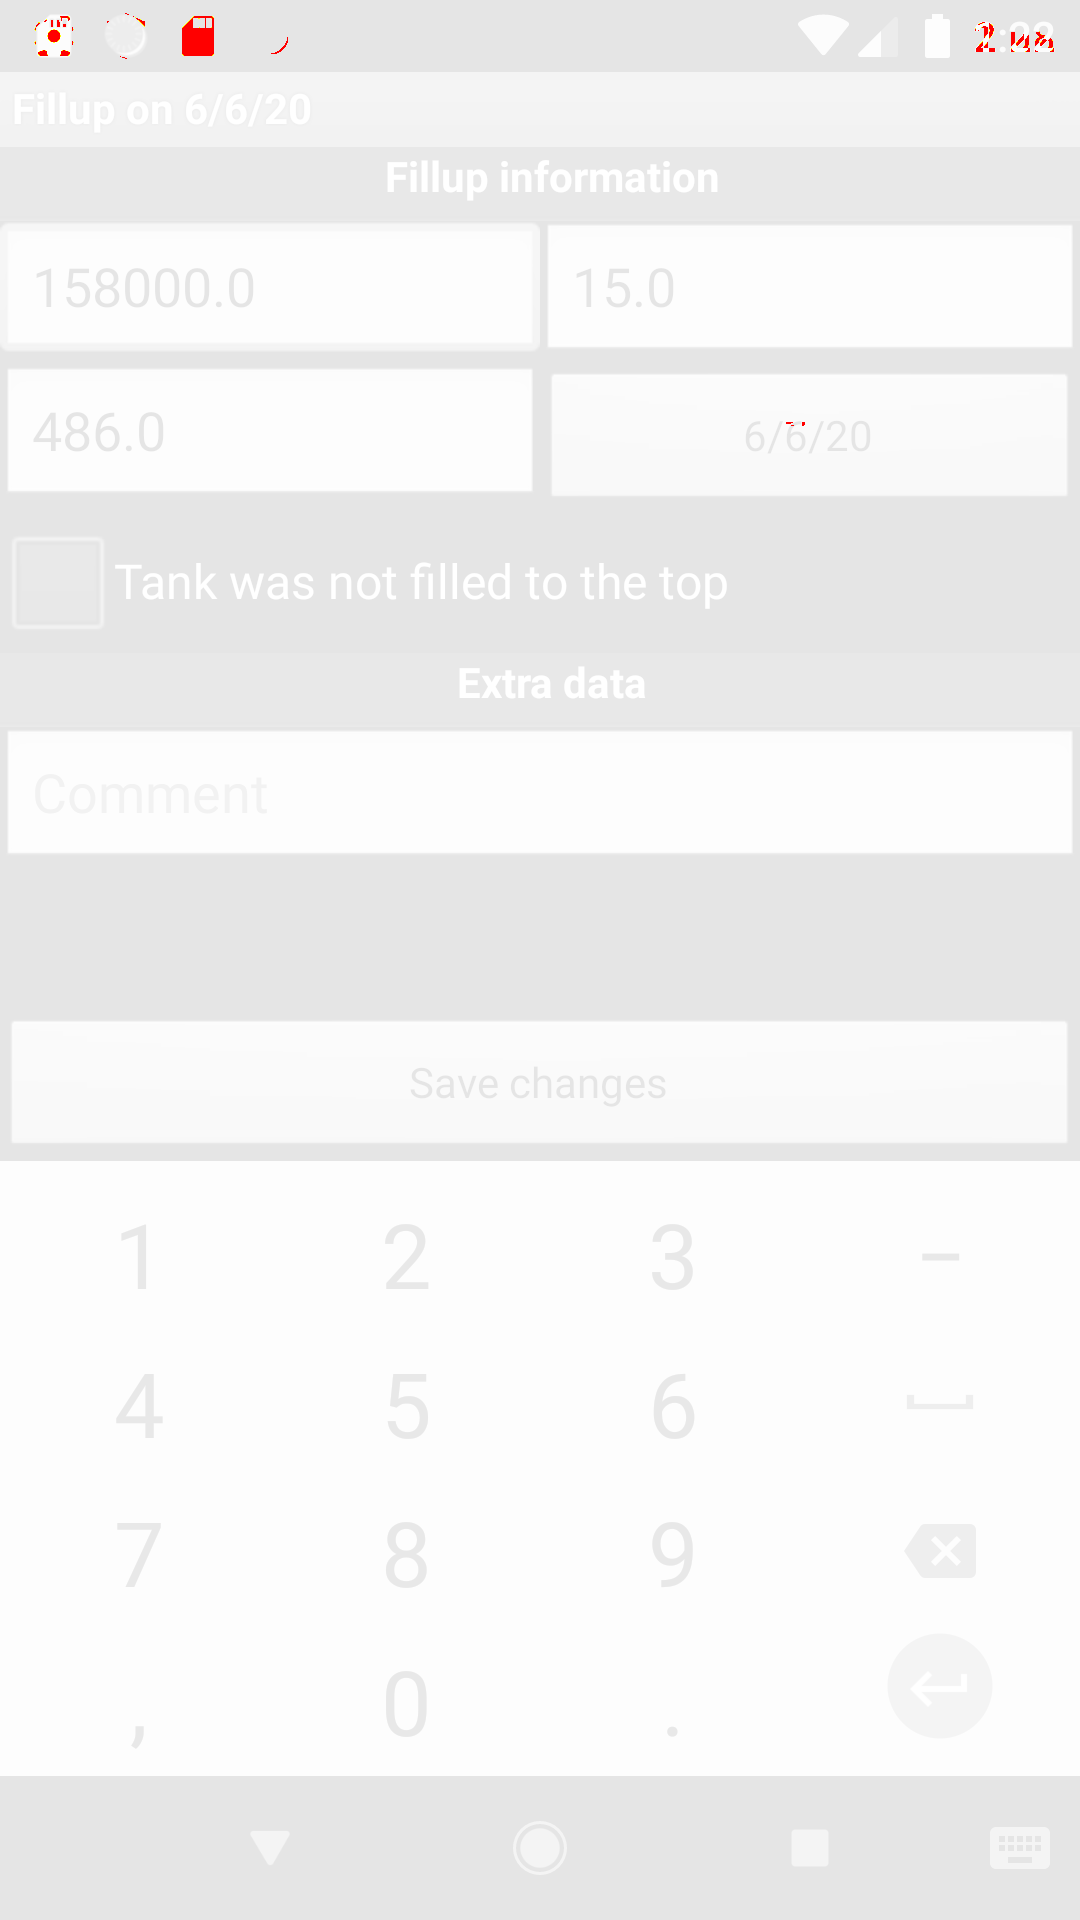 Fillup on 6/6/20
Fillup information
158000.0 15.0
486.0 6/6/20
Tank was not filled to the top
Extra data
Comment
Save changes
1 2 3 –
4 5 6
7 8 9
, 0 .